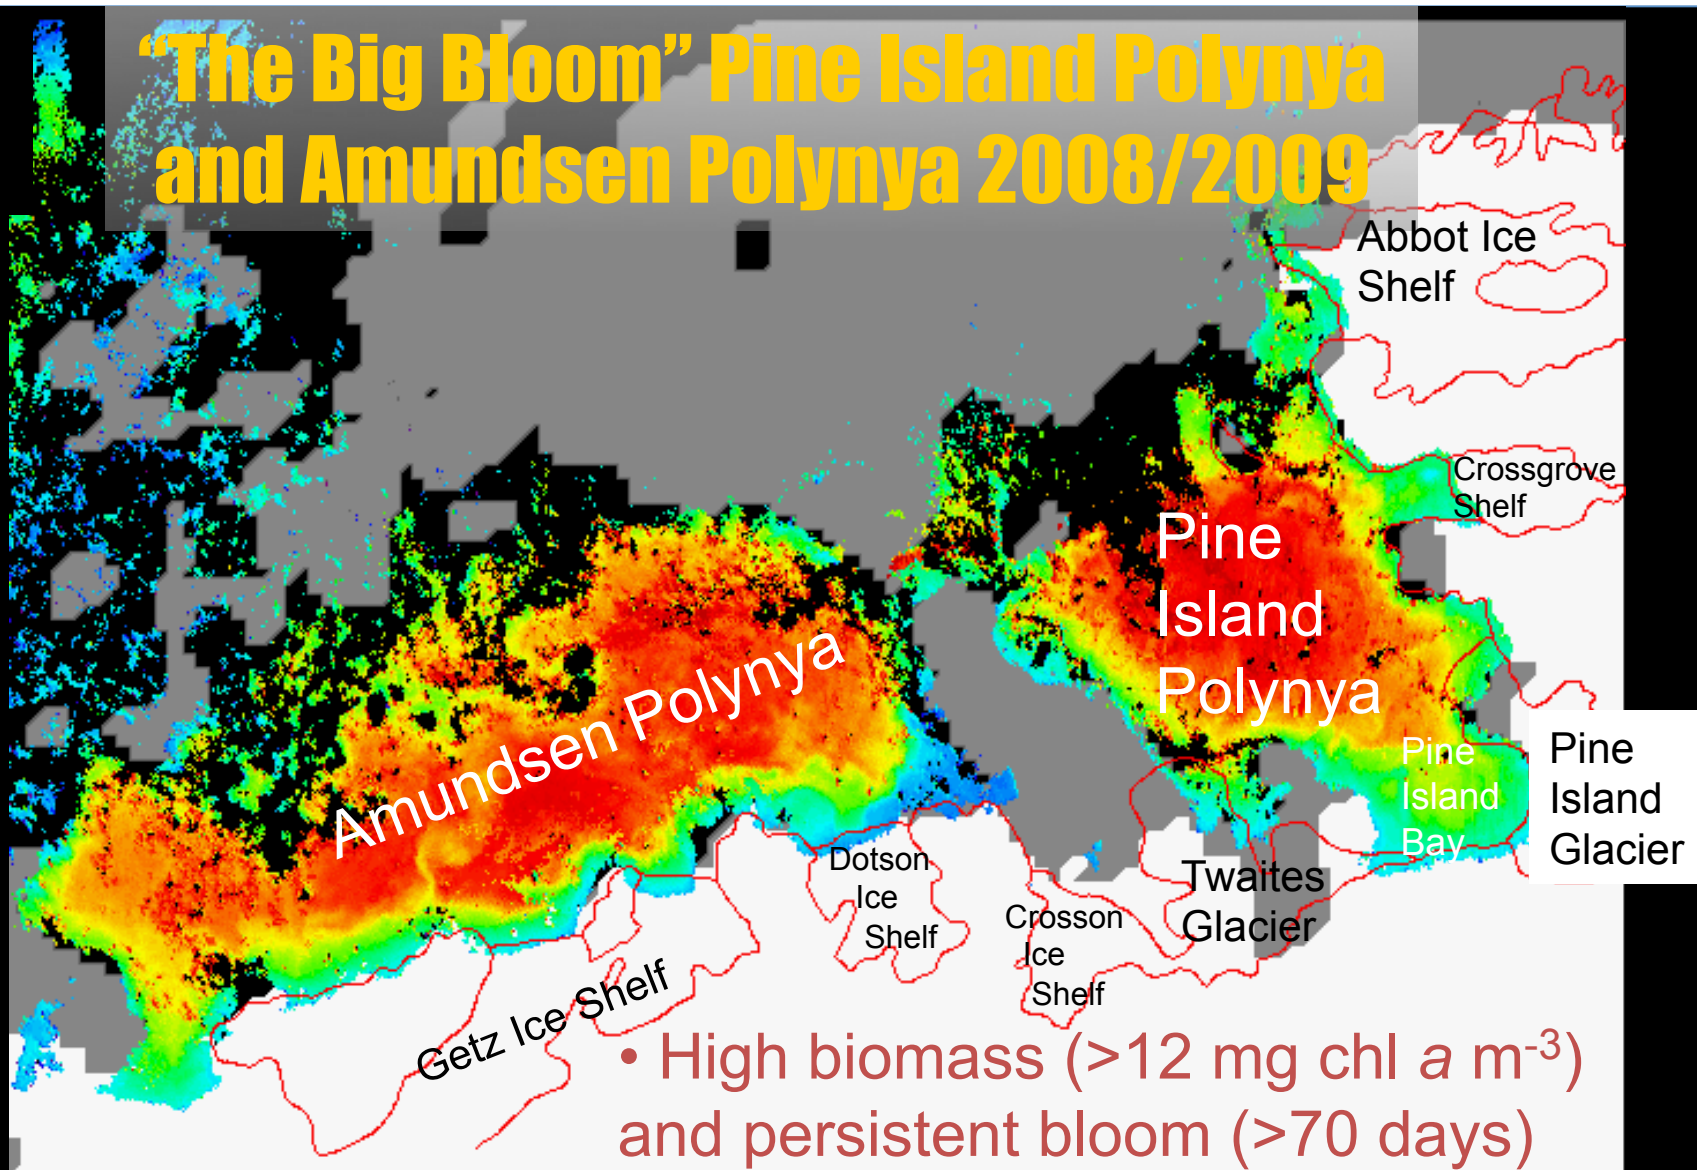 “The Big Bloom” Pine Island Polynya
and Amundsen Polynya 2008/2009
Abbot Ice
Shelf
Crossgrove
Shelf
Pine
Island
Polynya
Amundsen Polynya
Pine
Island
Bay
Pine
Island
Glacier
Dotson
Ice
Shelf
Crosson
Ice
Shelf
Twaites
Glacier
Getz Ice Shelf
• High biomass (>12 mg chl a m⁻³)
and persistent bloom (>70 days)